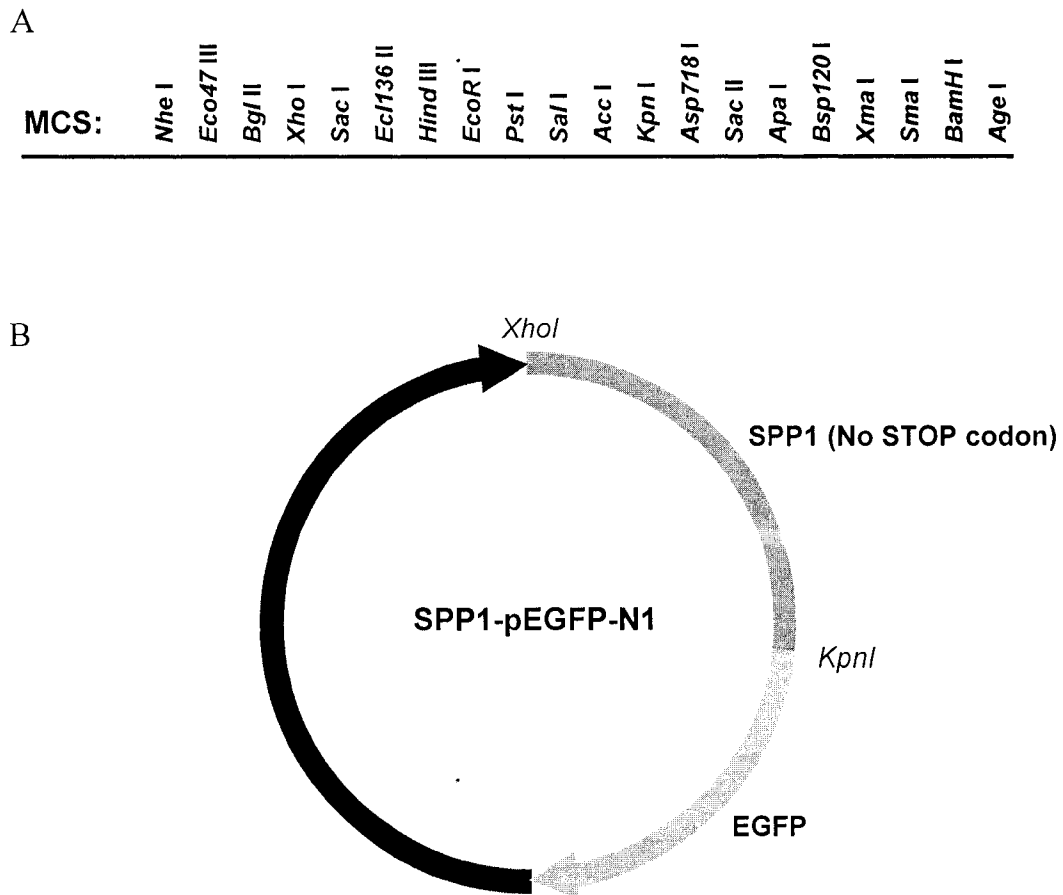 A
MCS:
Nhe I
Eco47 III
Bgl II
Xho I
Sac I
Ecl136 II
Hind III
EcoR I
Pst I
Sal I
Acc I
Kpn I
Asp718 I
Sac II
Apa I
Bsp120 I
Xma I
Sma I
BamH I
Age I
B
XhoI
SPP1 (No STOP codon)
SPP1-pEGFP-N1
KpnI
EGFP